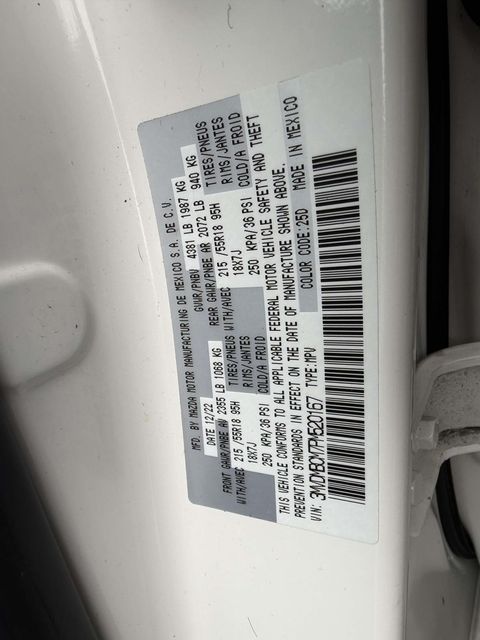 MFD. BY MAZDA MOTOR MANUFACTURING DE MEXICO S.A. DE C.V.
DATE 12/22 GVWR/PNBV 4381 LB 1987 KG
FRONT GAWR/PNBE AV 2355 LB 1068 KG REAR GAWR/PNBE AR 2072 LB 940 KG
WITH/AVEC 215 /55R18 95H TIRES/PNEUS WITH/AVEC 215 /55R18 95H TIRES/PNEUS
18X7J RIMS/JANTES 18X7J RIMS/JANTES
250 KPA/36 PSI COLD/A FROID 250 KPA/36 PSI COLD/A FROID
THIS VEHICLE CONFORMS TO ALL APPLICABLE FEDERAL MOTOR VEHICLE SAFETY AND THEFT
PREVENTION STANDARDS IN EFFECT ON THE DATE OF MANUFACTURE SHOWN ABOVE.
VIN: TYPE:MPV COLOR CODE:25D MADE IN MEXICO